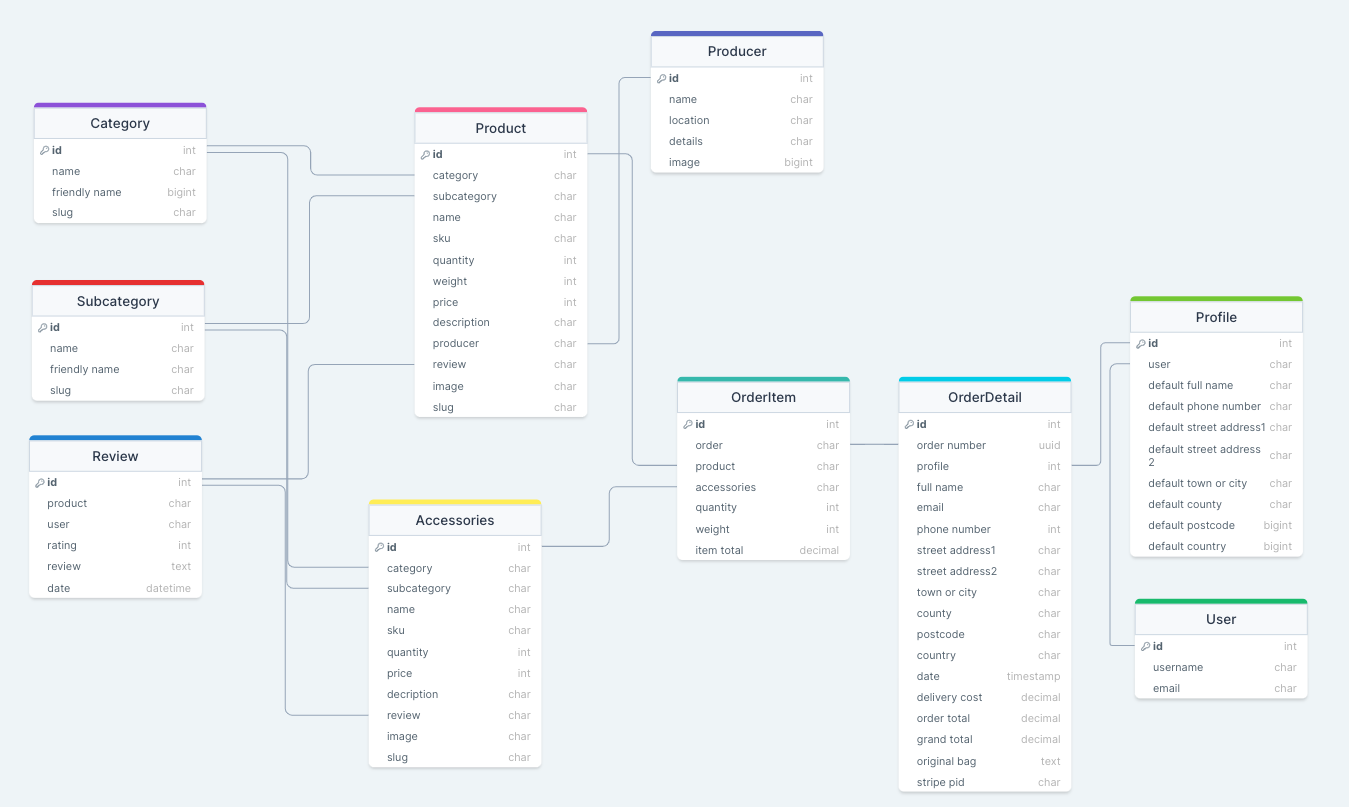 Producer
id int
name char
location char
details char
image bigint
Category
id int
name char
friendly name bigint
slug char
Product
id int
category char
subcategory char
name char
sku char
quantity int
weight int
price int
description char
producer char
review char
image char
slug char
Subcategory
id int
name char
friendly name char
slug char
Profile
id int
user char
default full name char
default phone number char
default street address1 char
default street address
2 char
default town or city char
default county char
default postcode bigint
default country bigint
OrderItem
id int
order char
product char
accessories char
quantity int
weight int
item total decimal
OrderDetail
id int
order number uuid
profile int
full name char
email char
phone number int
street address1 char
street address2 char
town or city char
county char
postcode char
country char
date timestamp
delivery cost decimal
order total decimal
grand total decimal
original bag text
stripe pid char
Review
id int
product char
user char
rating int
review text
date datetime
Accessories
id int
category char
subcategory char
name char
sku char
quantity int
price int
decription char
review char
image char
slug char
User
id int
username char
email char